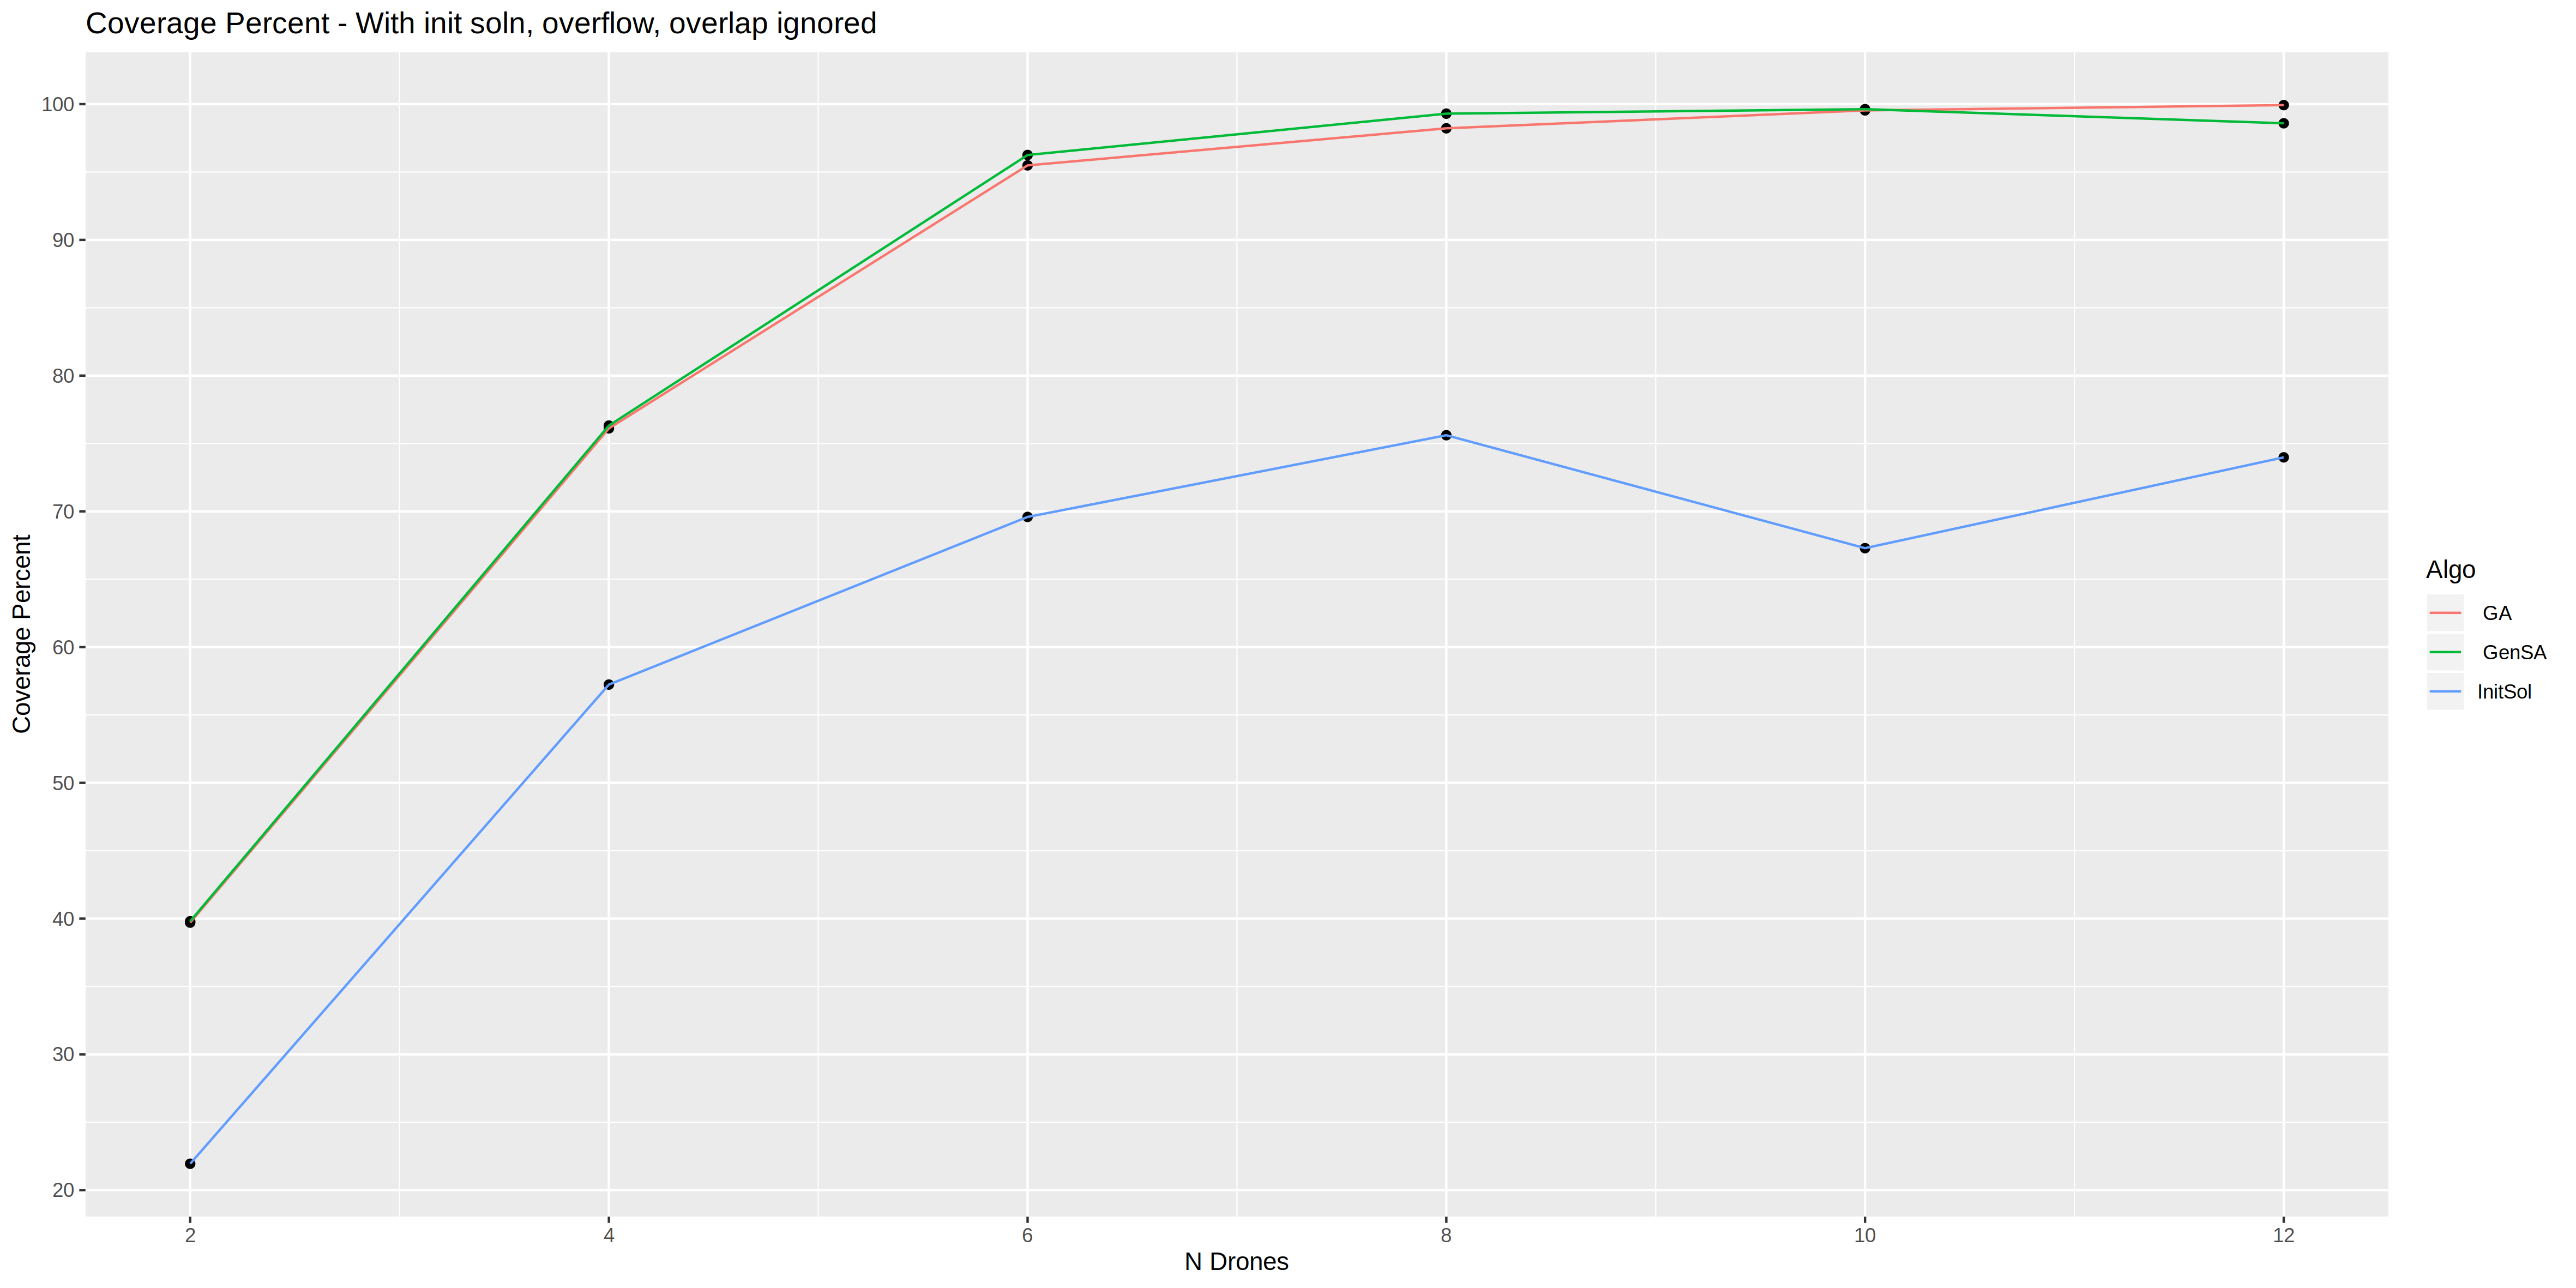 Coverage Percent - With init soln, overflow, overlap ignored
Coverage Percent
100
90
80
70
60
50
40
30
20
2 4 6 8 10 12
N Drones
Algo
GA
GenSA
InitSol